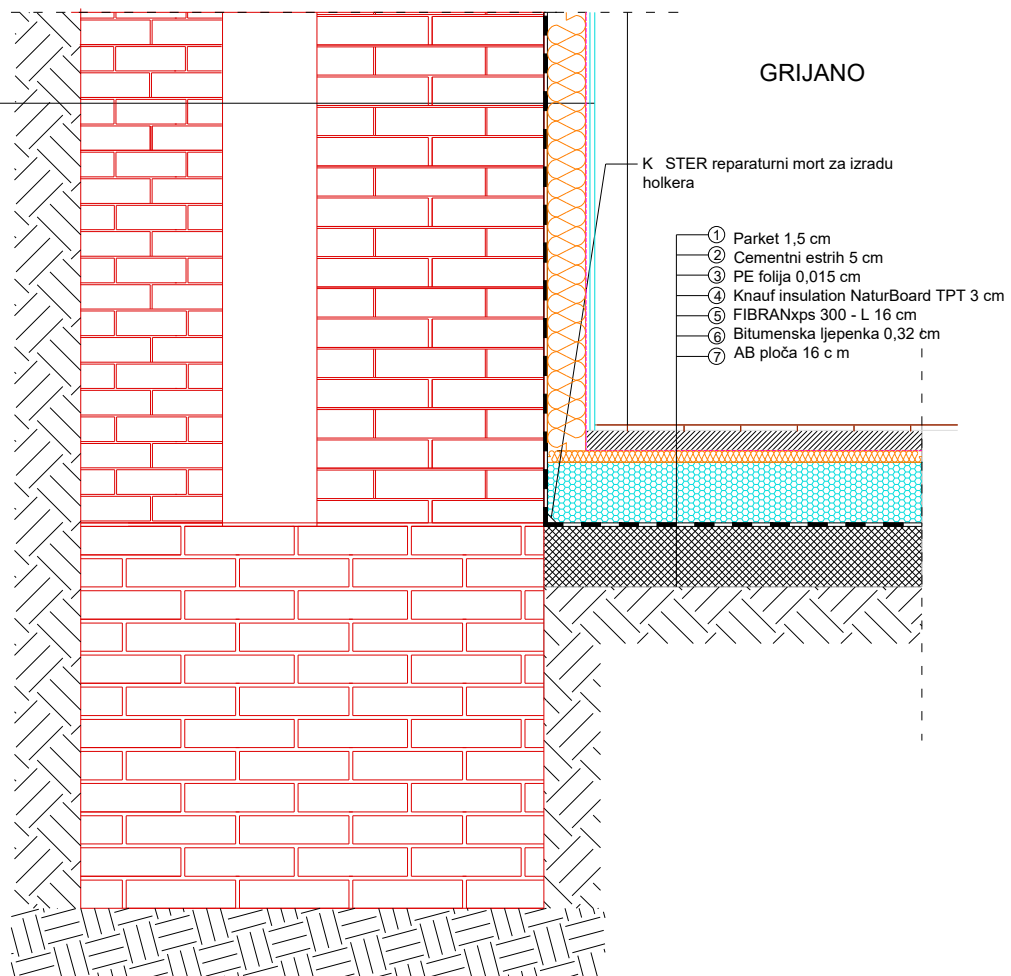 GRIJANO
K STER reparaturni mort za izradu
holkera
1 Parket 1,5 cm
2 Cementni estrih 5 cm
3 PE folija 0,015 cm
4 Knauf insulation NaturBoard TPT 3 cm
5 FIBRANxps 300 - L 16 cm
6 Bitumenska ljepenka 0,32 cm
7 AB ploča 16 c m